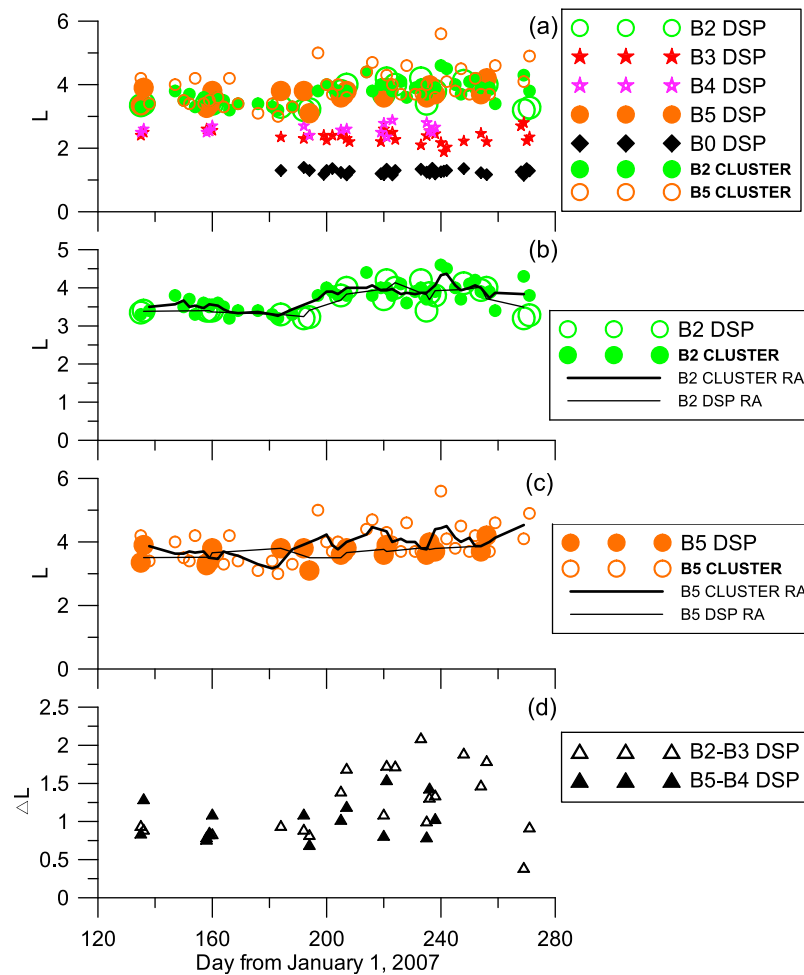 (a)
6
4
2
0
L
B2 DSP
B3 DSP
B4 DSP
B5 DSP
B0 DSP
B2 CLUSTER
B5 CLUSTER
(b)
5
4
3
2
1
0
L
B2 DSP
B2 CLUSTER
B2 CLUSTER RA
B2 DSP RA
(c)
6
4
2
0
L
B5 DSP
B5 CLUSTER
B5 CLUSTER RA
B5 DSP RA
(d)
2.5
2
1.5
1
0.5
0
△L
B2-B3 DSP
B5-B4 DSP
120 160 200 240 280
Day from January 1, 2007